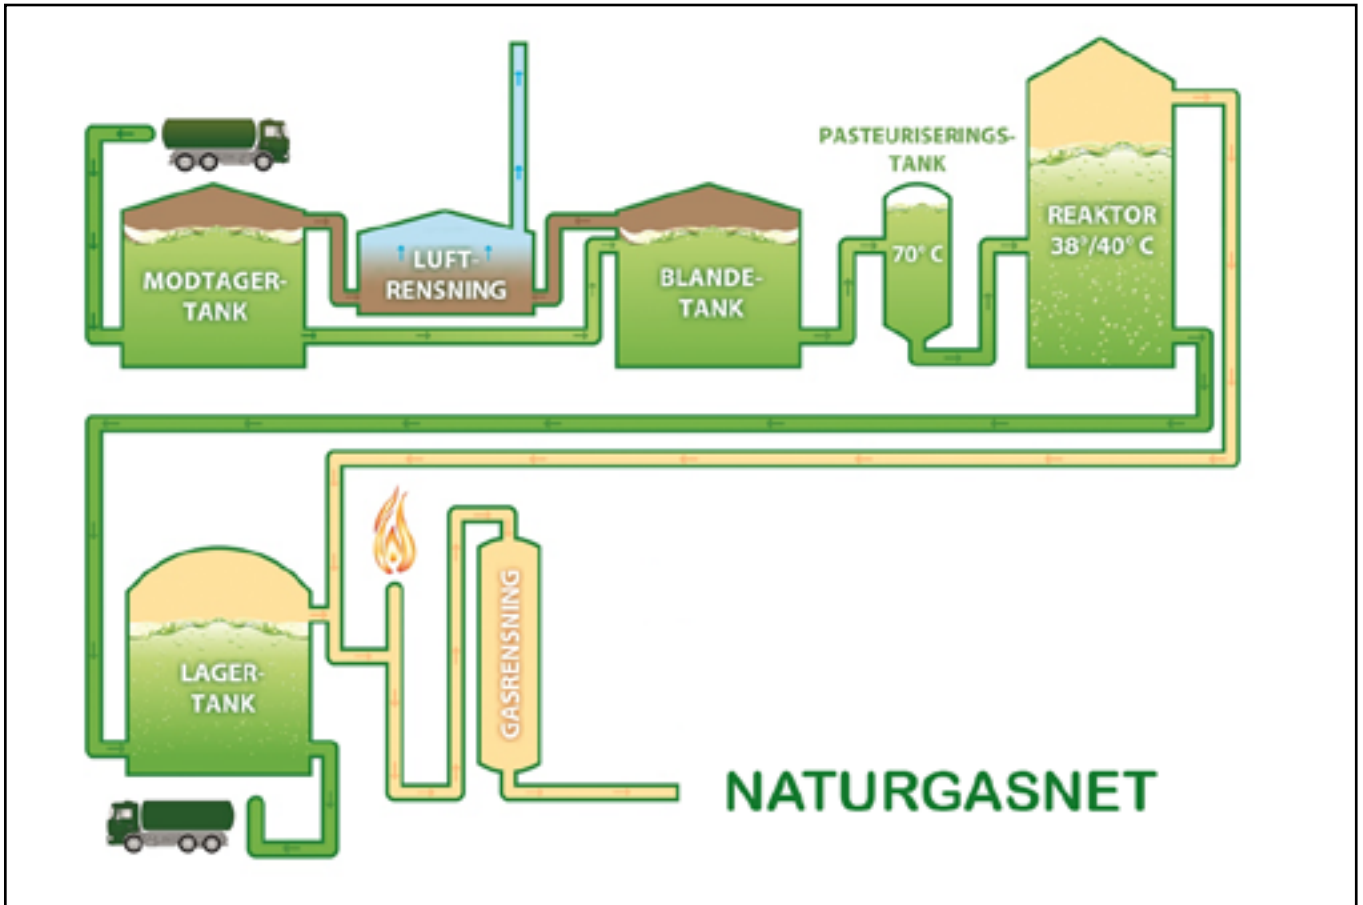 PASTEURISERINGS-
TANK
MODTAGER-
TANK
LUFT-
RENSNING
BLANDE-
TANK
70° C
REAKTOR
38°/40° C
LAGER-
TANK
GASRENSNING
NATURGASNET